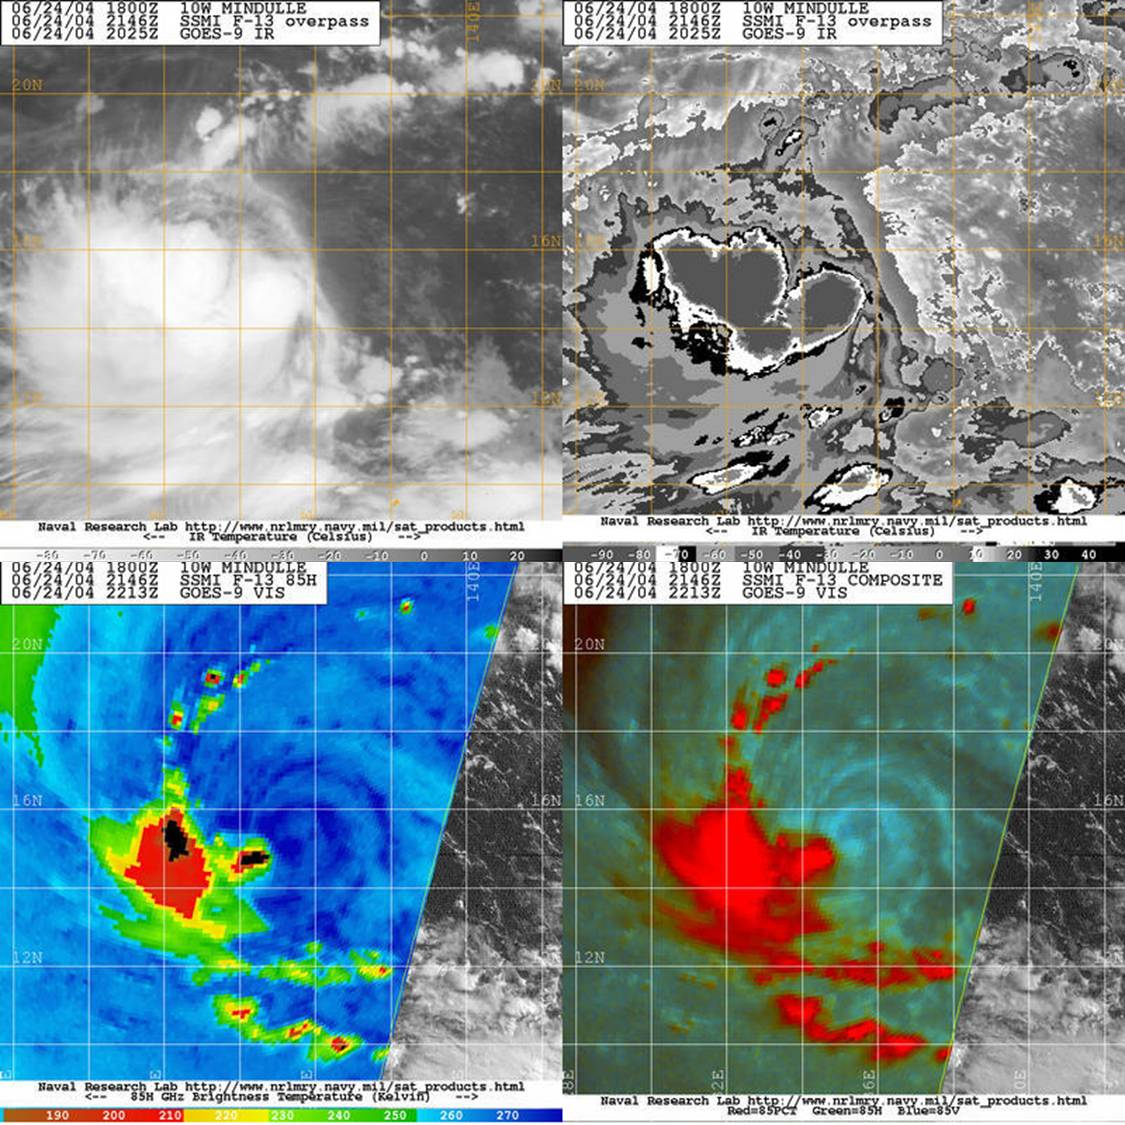 06/24/04 1800Z 10W MINDULLE
06/24/04 2146Z SSMI F-13 overpass
06/24/04 2025Z GOES-9 IR
140E
20N
20N
16N
16N
12N
12N
Naval Research Lab http://www.nrlmry.navy.mil/sat_products.html
<-- IR Temperature (Celsius) -->
-80 -70 -60 -50 -40 -30 -20 -10 0 10 20
06/24/04 1800Z 10W MINDULLE
06/24/04 2146Z SSMI F-13 overpass
06/24/04 2025Z GOES-9 IR
20N
16N
Naval Research Lab http://www.nrlmry.navy.mil/sat_products.html
<-- IR Temperature (Celsius) -->
-90 -80 -70 -60 -50 -40 -30 -20 -10 0 10 20 30 40
06/24/04 1800Z 10W MINDULLE
06/24/04 2146Z SSMI F-13 85H
06/24/04 2213Z GOES-9 VIS
140E
20N
20N
16N
16N
12N
12N
Naval Research Lab http://www.nrlmry.navy.mil/sat_products.html
<-- 85H GHz Brightness Temperature (Kelvin) -->
190 200 210 220 230 240 250 260 270
06/24/04 1800Z 10W MINDULLE
06/24/04 2146Z SSMI F-13 COMPOSITE
06/24/04 2213Z GOES-9 VIS
140E
20N
20N
16N
16N
12N
12N
Naval Research Lab http://www.nrlmry.navy.mil/sat_products.html
Red=85PCT Green=85H Blue=85V